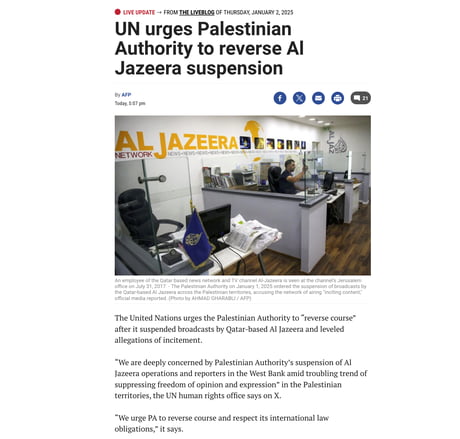 LIVE UPDATE → FROM THE LIVEBLOG OF THURSDAY, JANUARY 2, 2025
UN urges Palestinian
Authority to reverse Al
Jazeera suspension
By AFP
Today, 5:07 pm
21
AL JAZEERA
NETWORK
An employee of the Qatar based news network and TV channel Al-Jazeera is seen at the channel's Jerusalem
office on July 31, 2017 - The Palestinian Authority on January 1, 2025 ordered the suspension of broadcasts by
the Qatar-based Al Jazeera across the Palestinian territories, accusing the network of airing "inciting content,"
official media reported. (Photo by AHMAD GHARABLI / AFP)
The United Nations urges the Palestinian Authority to “reverse course”
after it suspended broadcasts by Qatar-based Al Jazeera and leveled
allegations of incitement.
“We are deeply concerned by Palestinian Authority’s suspension of Al
Jazeera operations and reporters in the West Bank amid troubling trend of
suppressing freedom of opinion and expression” in the Palestinian
territories, the UN human rights office says on X.
“We urge PA to reverse course and respect its international law
obligations,” it says.